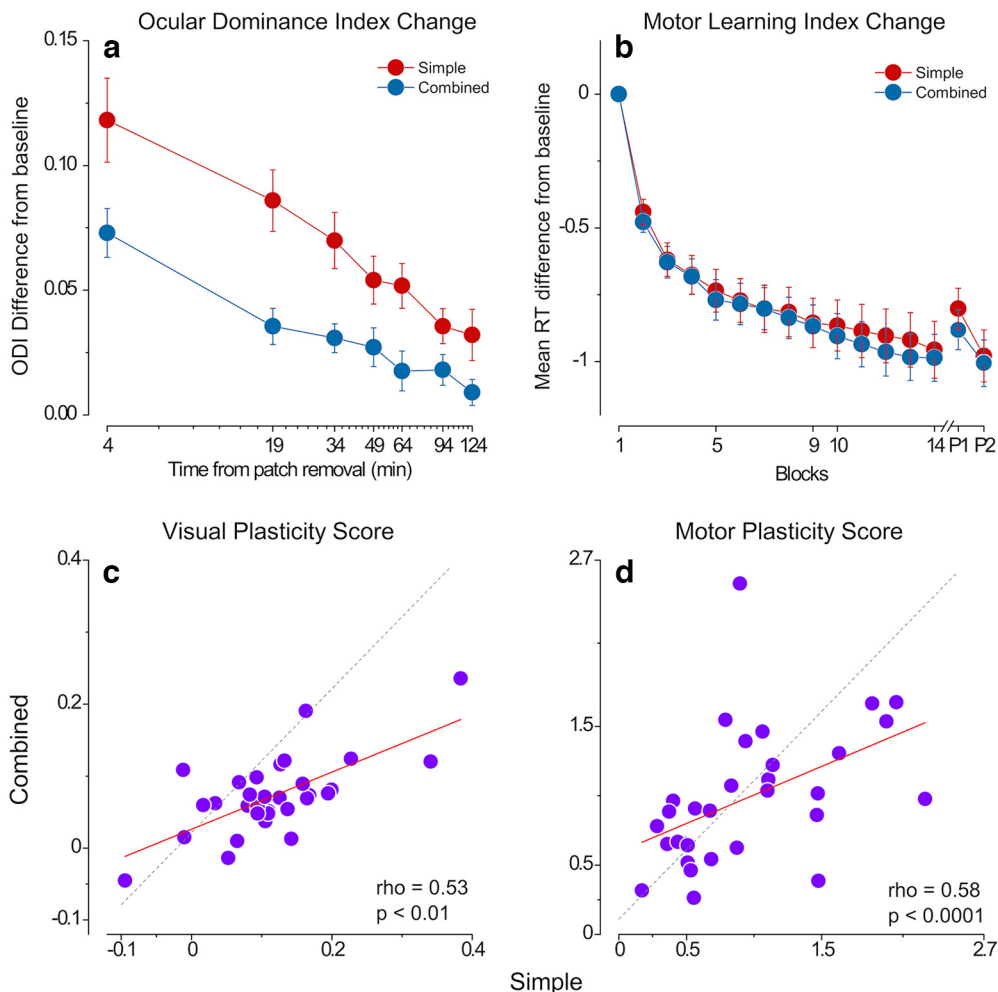 Ocular Dominance Index Change
a
Simple
Combined
ODI Difference from baseline
0.15
0.10
0.05
0.00
4 19 34 49 64 94 124
Time from patch removal (min)
Motor Learning Index Change
b
Simple
Combined
Mean RT difference from baseline
0
-0.5
-1
1 5 9 10 14 P1 P2
Blocks
Visual Plasticity Score
c
0.4
0.2
0
-0.1
-0.1 0 0.2 0.4
rho = 0.53
p < 0.01
Motor Plasticity Score
d
2.7
1.5
0.5
0
0 0.5 1.5 2.7
rho = 0.58
p < 0.0001
Combined
Simple